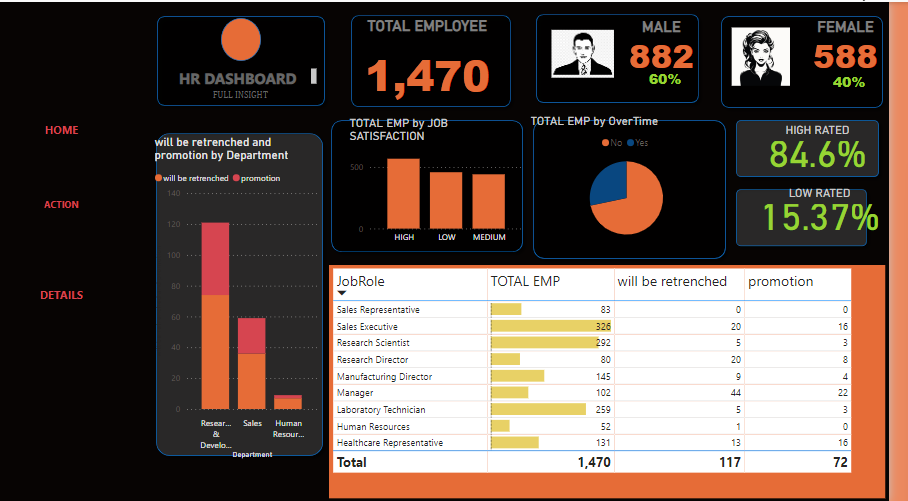 HR DASHBOARD
FULL INSIGHT
TOTAL EMPLOYEE
1,470
MALE
882
60%
FEMALE
588
40%
HOME
ACTION
DETAILS
will be retrenched and
promotion by Department
will be retrenched promotion
140
120
100
80
60
40
20
0
Resear... Sales Human
& Resour...
Develo...
Department
TOTAL EMP by JOB
SATISFACTION
500
0
HIGH LOW MEDIUM
TOTAL EMP by OverTime
No Yes
HIGH RATED
84.6%
LOW RATED
15.37%
JobRole TOTAL EMP will be retrenched promotion
Sales Representative 83 0 0
Sales Executive 326 20 16
Research Scientist 292 5 3
Research Director 80 20 8
Manufacturing Director 145 9 4
Manager 102 44 22
Laboratory Technician 259 5 3
Human Resources 52 1 0
Healthcare Representative 131 13 16
Total 1,470 117 72